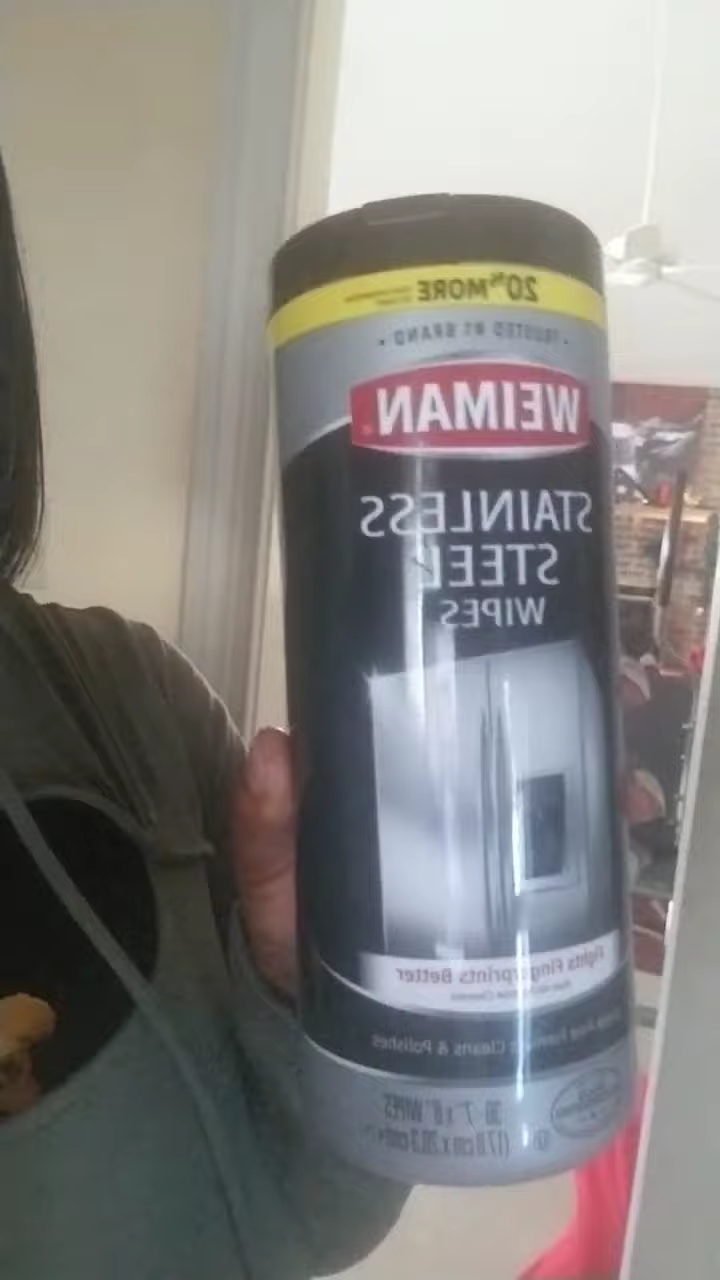 20% MORE
• TRUSTED #1 BRAND •
WEIMAN®
STAINLESS
STEEL
WIPES
Fights Fingerprints Better
Cleans & Polishes
30 7" x 8" WIPES
(17.8 cm x 20.3 cm)